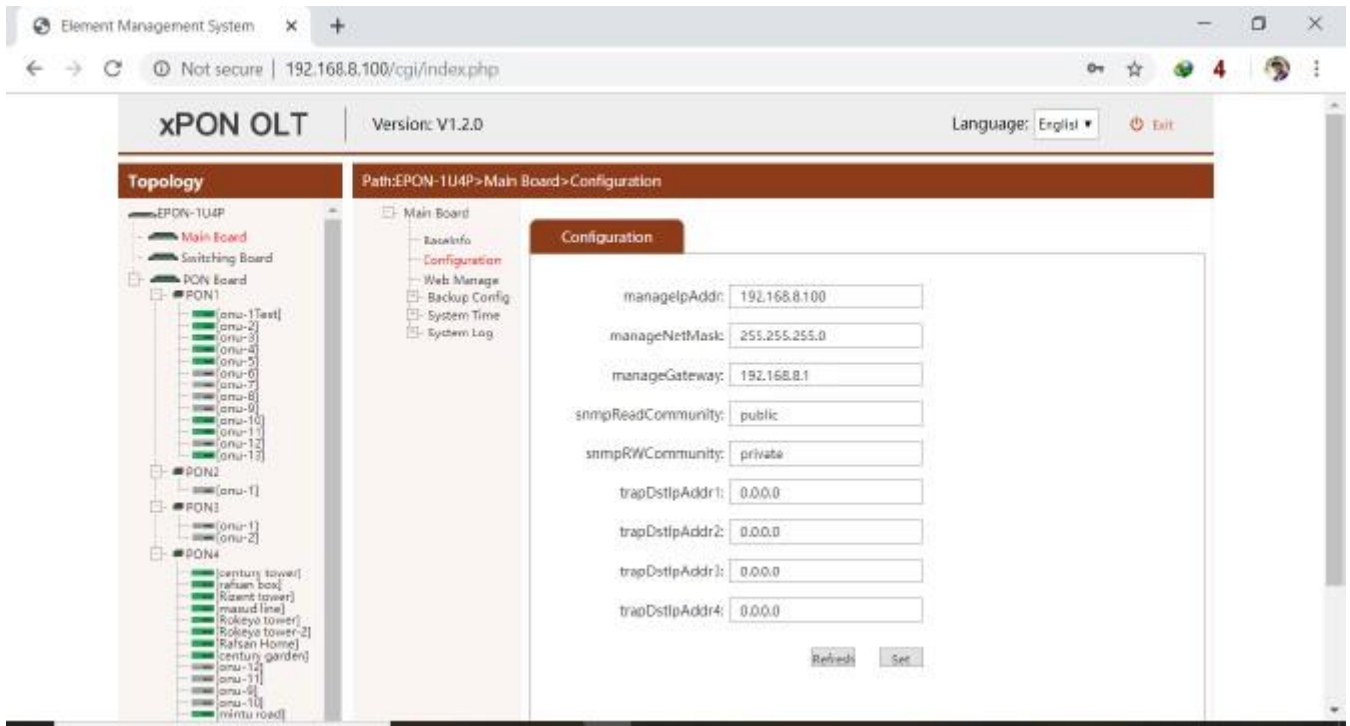 Element Management System
Not secure | 192.168.8.100/cgi/index.php
4
xPON OLT
Version: V1.2.0
Language: English
Exit
Topology
Path:EPON-1U4P>Main Board>Configuration
EPON-1U4P
Main Board
Switching Board
PON Board
PON1
[onu-1Test]
[onu-2]
[onu-3]
[onu-4]
[onu-5]
[onu-6]
[onu-7]
[onu-8]
[onu-9]
[onu-10]
[onu-11]
[onu-12]
[onu-13]
PON2
[onu-1]
PON3
[onu-1]
[onu-2]
PON4
[century tower]
[rafsan box]
[Rizent tower]
[masud line]
[Rokeya tower]
[Rokeya tower-2]
[Rafsan Home]
[century garden]
[onu-12]
[onu-11]
[onu-9]
[onu-10]
[mintu road]
Main Board
BaseInfo
Configuration
Web Manage
Backup Config
System Time
System Log
Configuration
manageIpAddr: 192.168.8.100
manageNetMask: 255.255.255.0
manageGateway: 192.168.8.1
snmpReadCommunity: public
snmpRWCommunity: private
trapDstIpAddr1: 0.0.0.0
trapDstIpAddr2: 0.0.0.0
trapDstIpAddr3: 0.0.0.0
trapDstIpAddr4: 0.0.0.0
Refresh Set